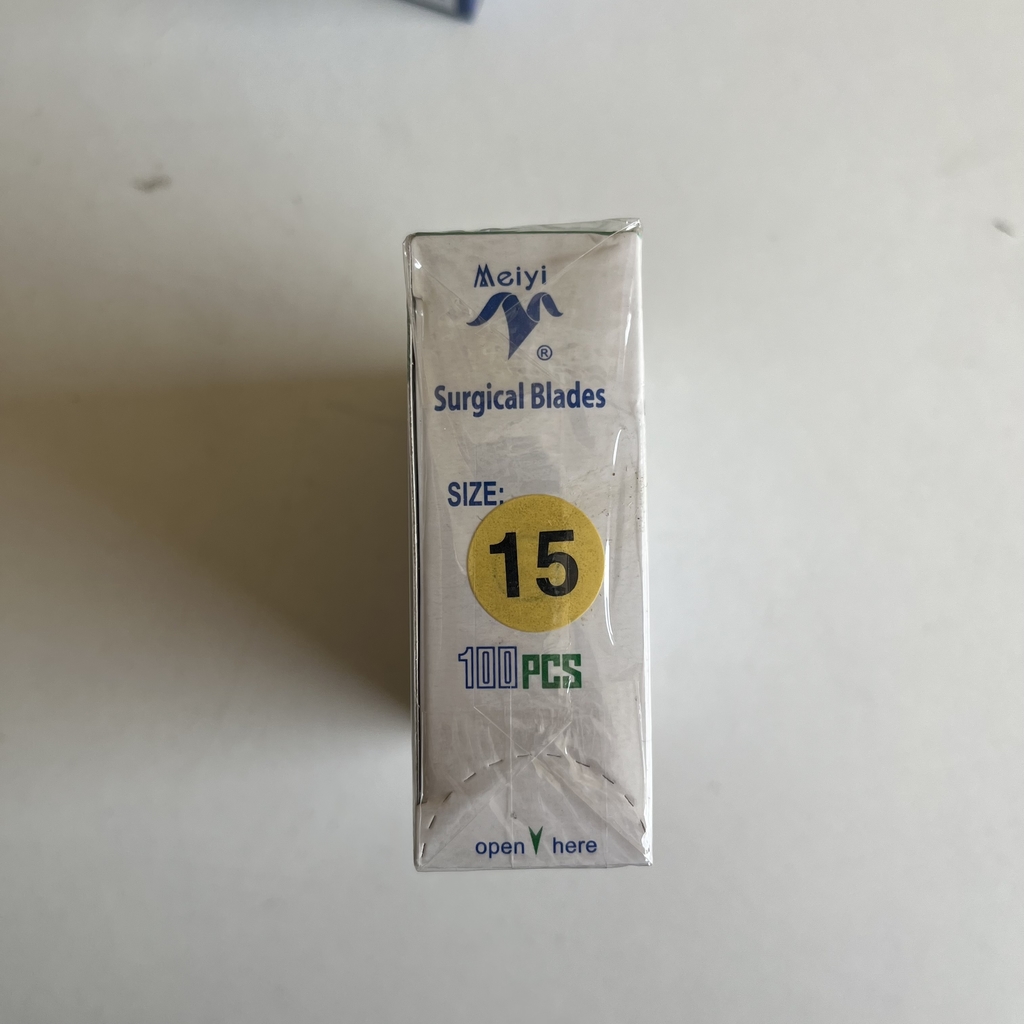 Meiyi
®
Surgical Blades
SIZE:
15
100PCS
open here